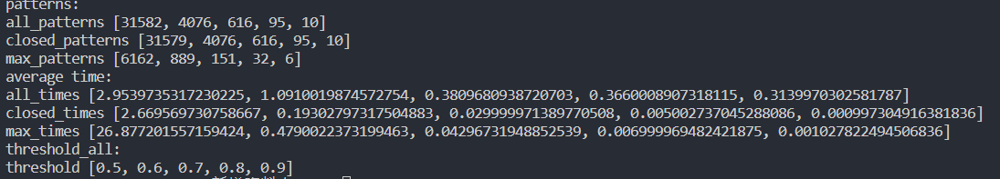 patterns:
all_patterns [31582, 4076, 616, 95, 10]
closed_patterns [31579, 4076, 616, 95, 10]
max_patterns [6162, 889, 151, 32, 6]
average time:
all_times [2.9539735317230225, 1.0910019874572754, 0.3809680938720703, 0.3660008907318115, 0.3139970302581787]
closed_times [2.669569730758667, 0.19302797317504883, 0.029999971389770508, 0.005002737045288086, 0.000997304916381836]
max_times [26.877201557159424, 0.4790022373199463, 0.04296731948852539, 0.006999969482421875, 0.001027822494506836]
threshold_all:
threshold [0.5, 0.6, 0.7, 0.8, 0.9]